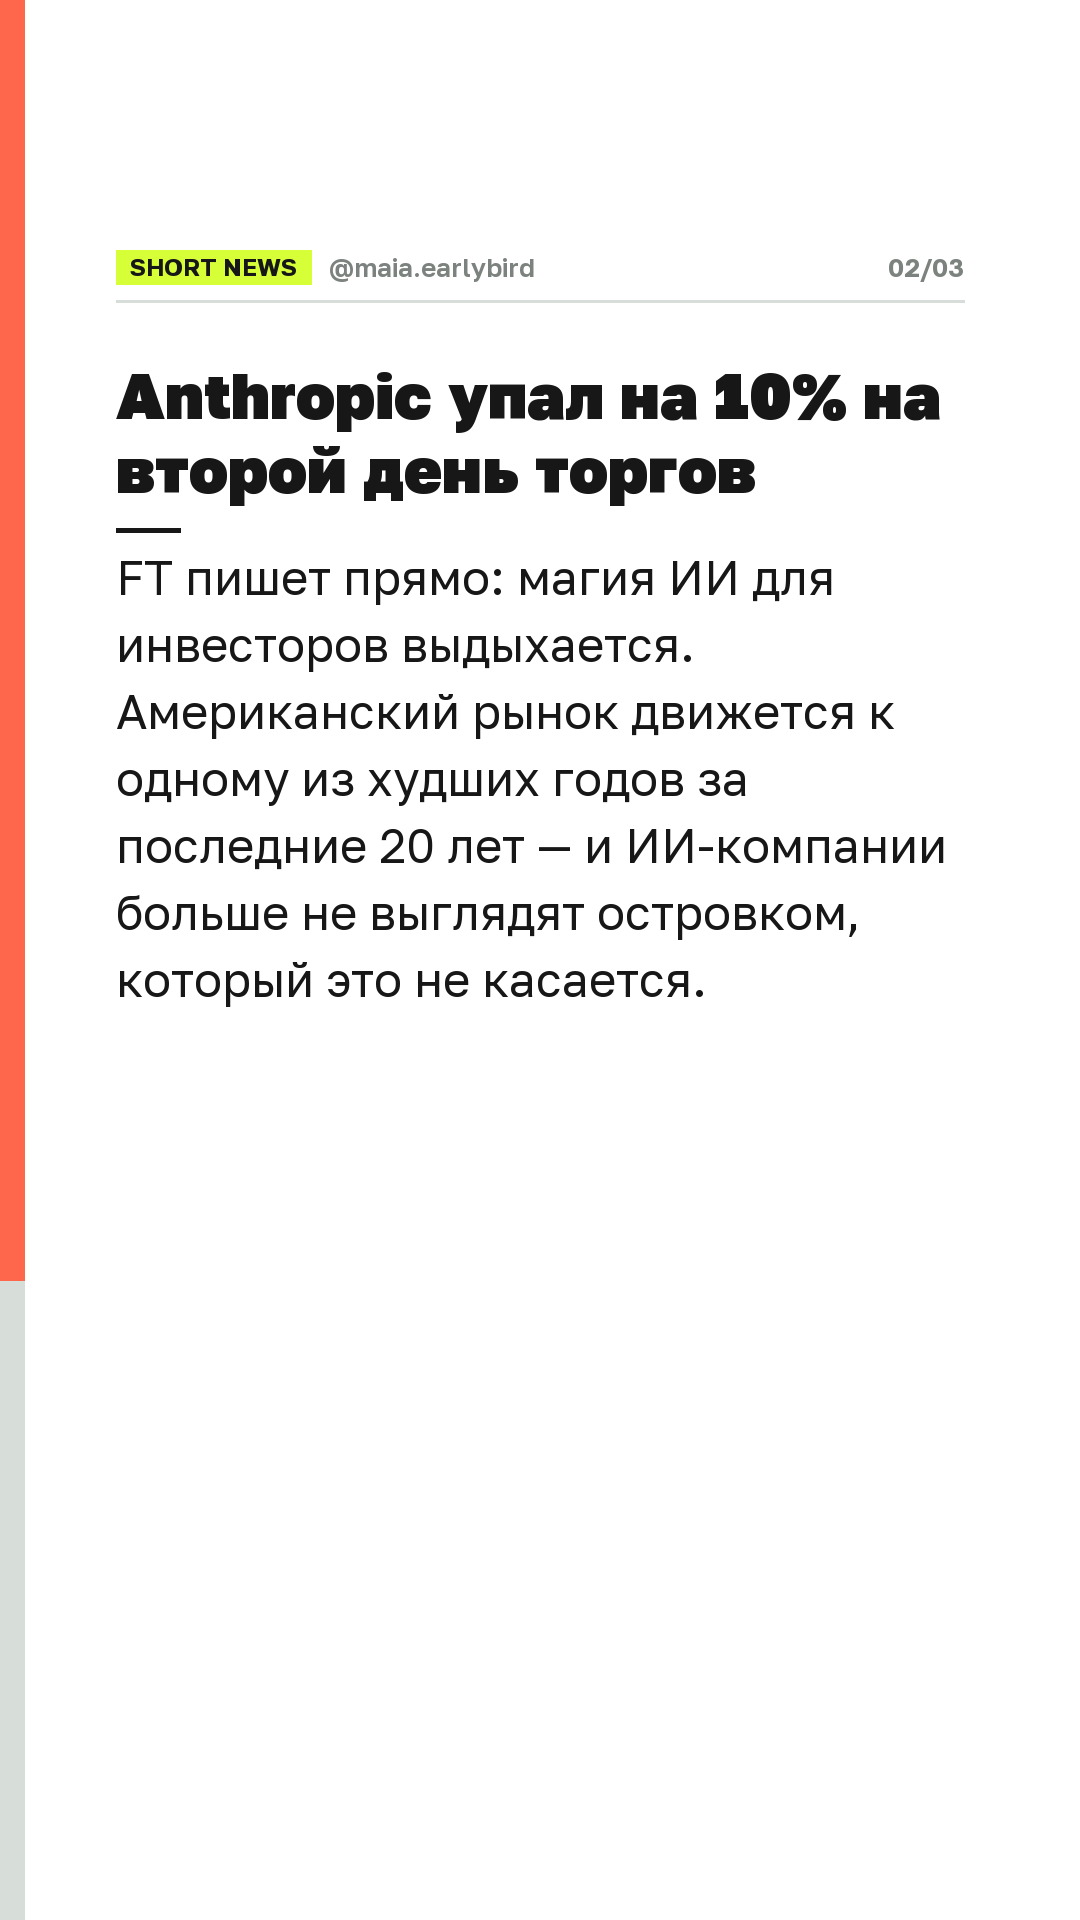 SHORT NEWS @maia.earlybird 02/03
Anthropic упал на 10% на
второй день торгов
FT пишет прямо: магия ИИ для
инвесторов выдыхается.
Американский рынок движется к
одному из худших годов за
последние 20 лет — и ИИ-компании
больше не выглядят островком,
который это не касается.